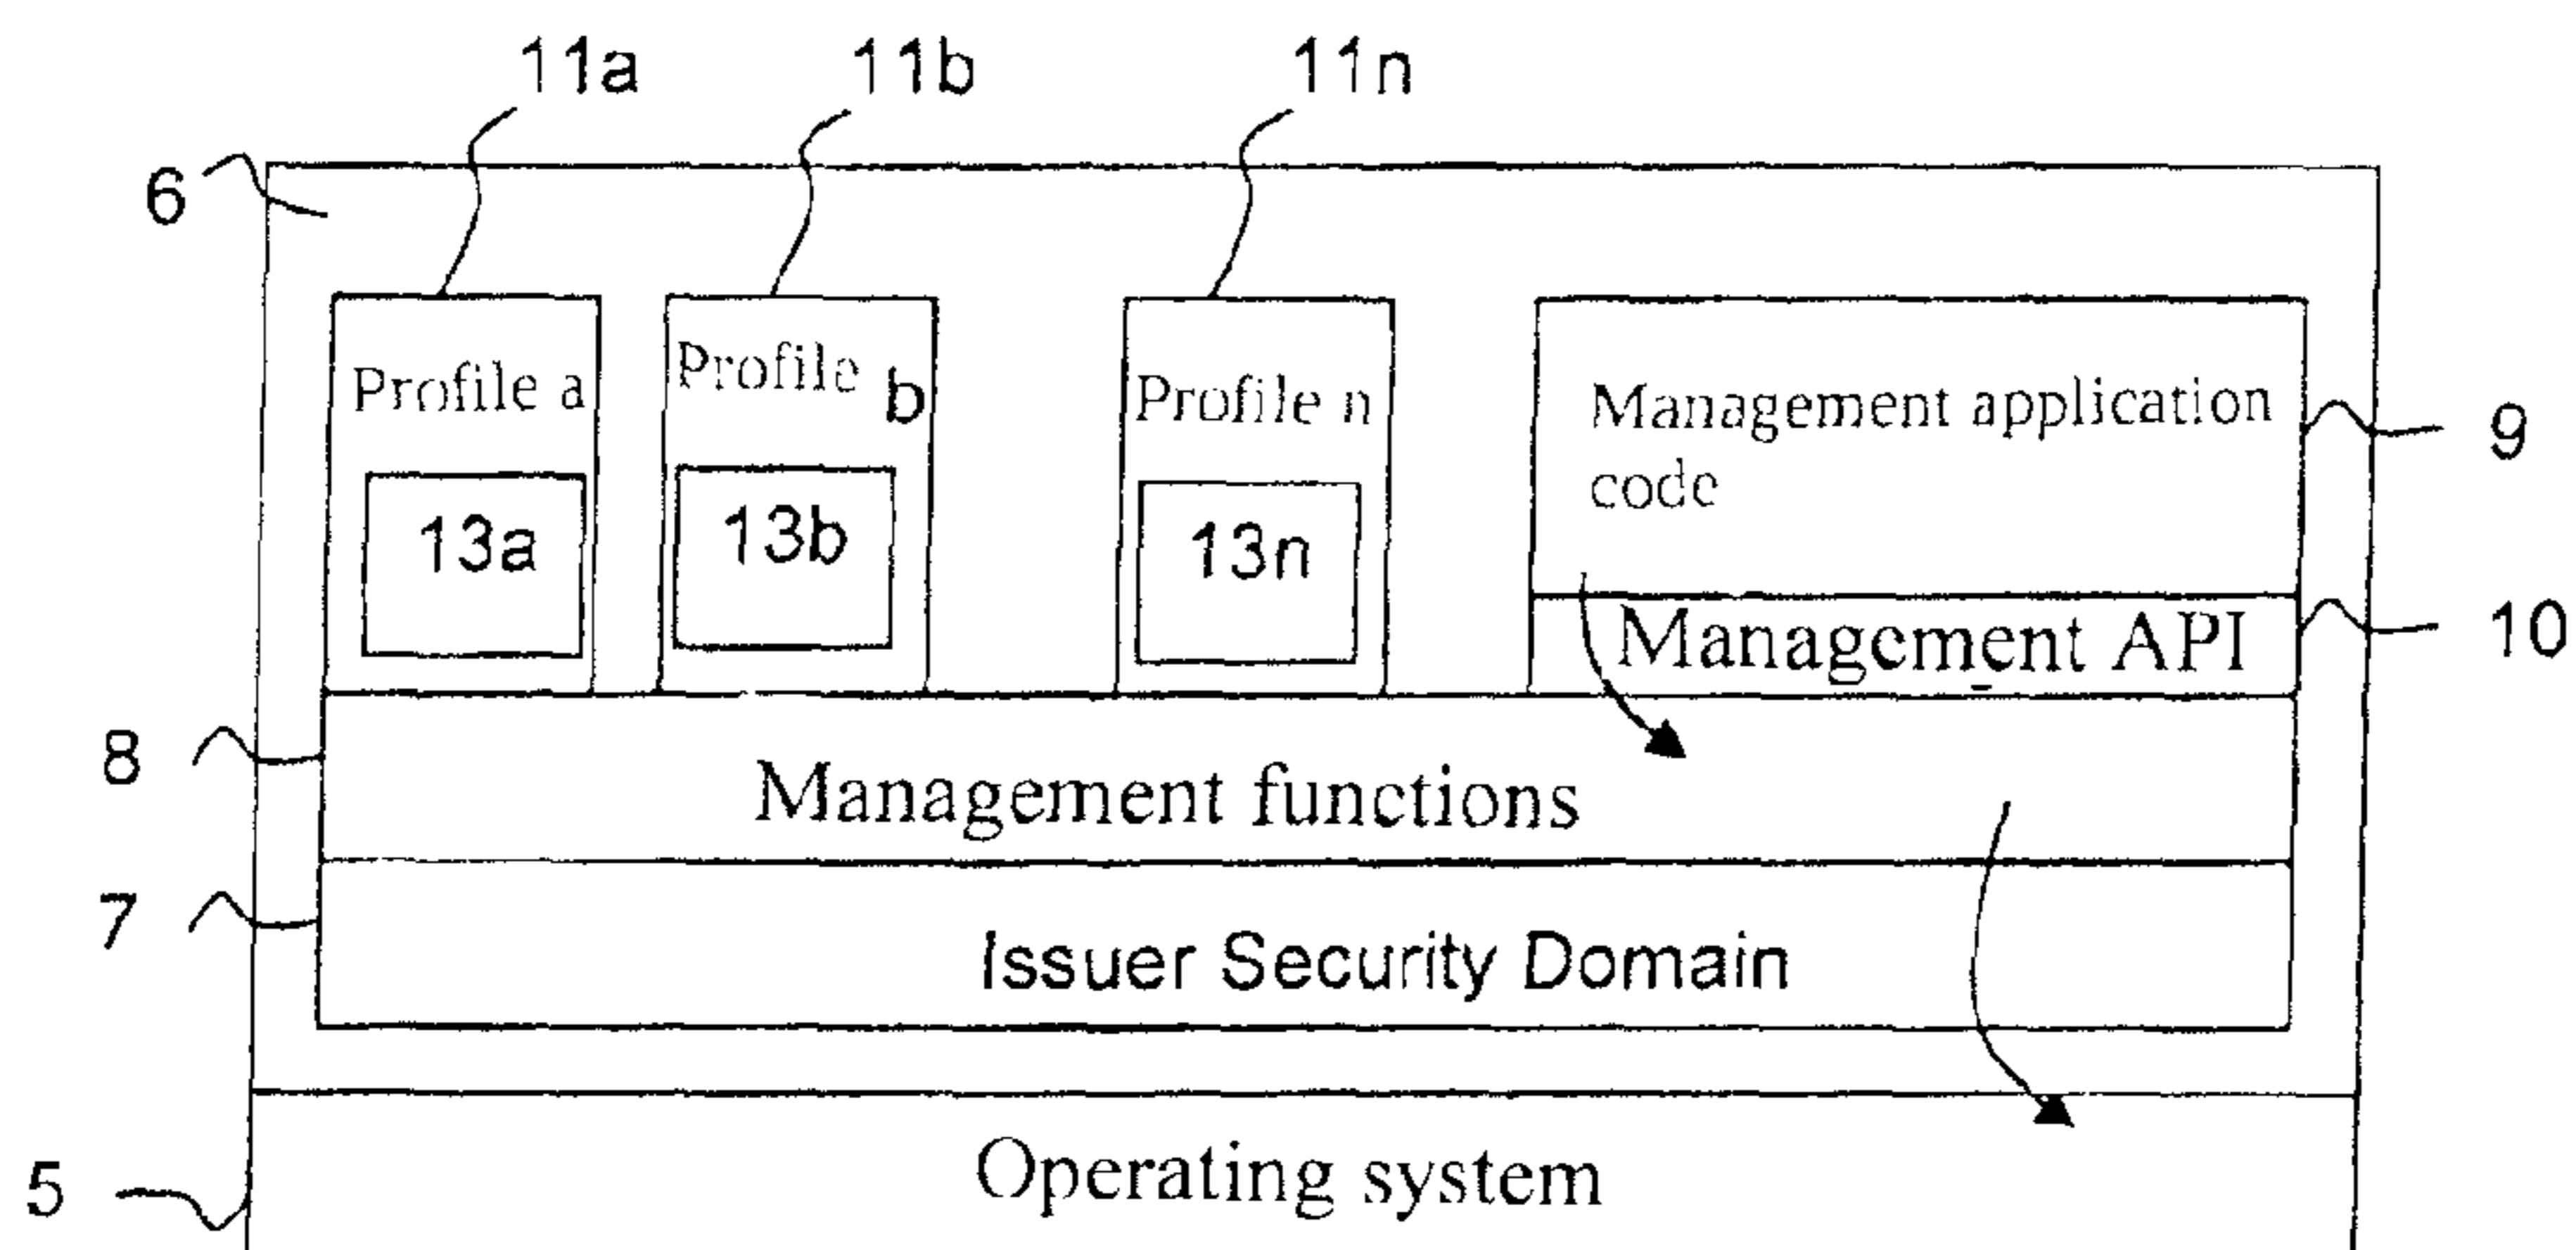 11a
11b
11n
6
Profile a
Profile b
Profile n
Management application
code
9
13a
13b
13n
Management API
10
8
Management functions
7
Issuer Security Domain
Operating system
5